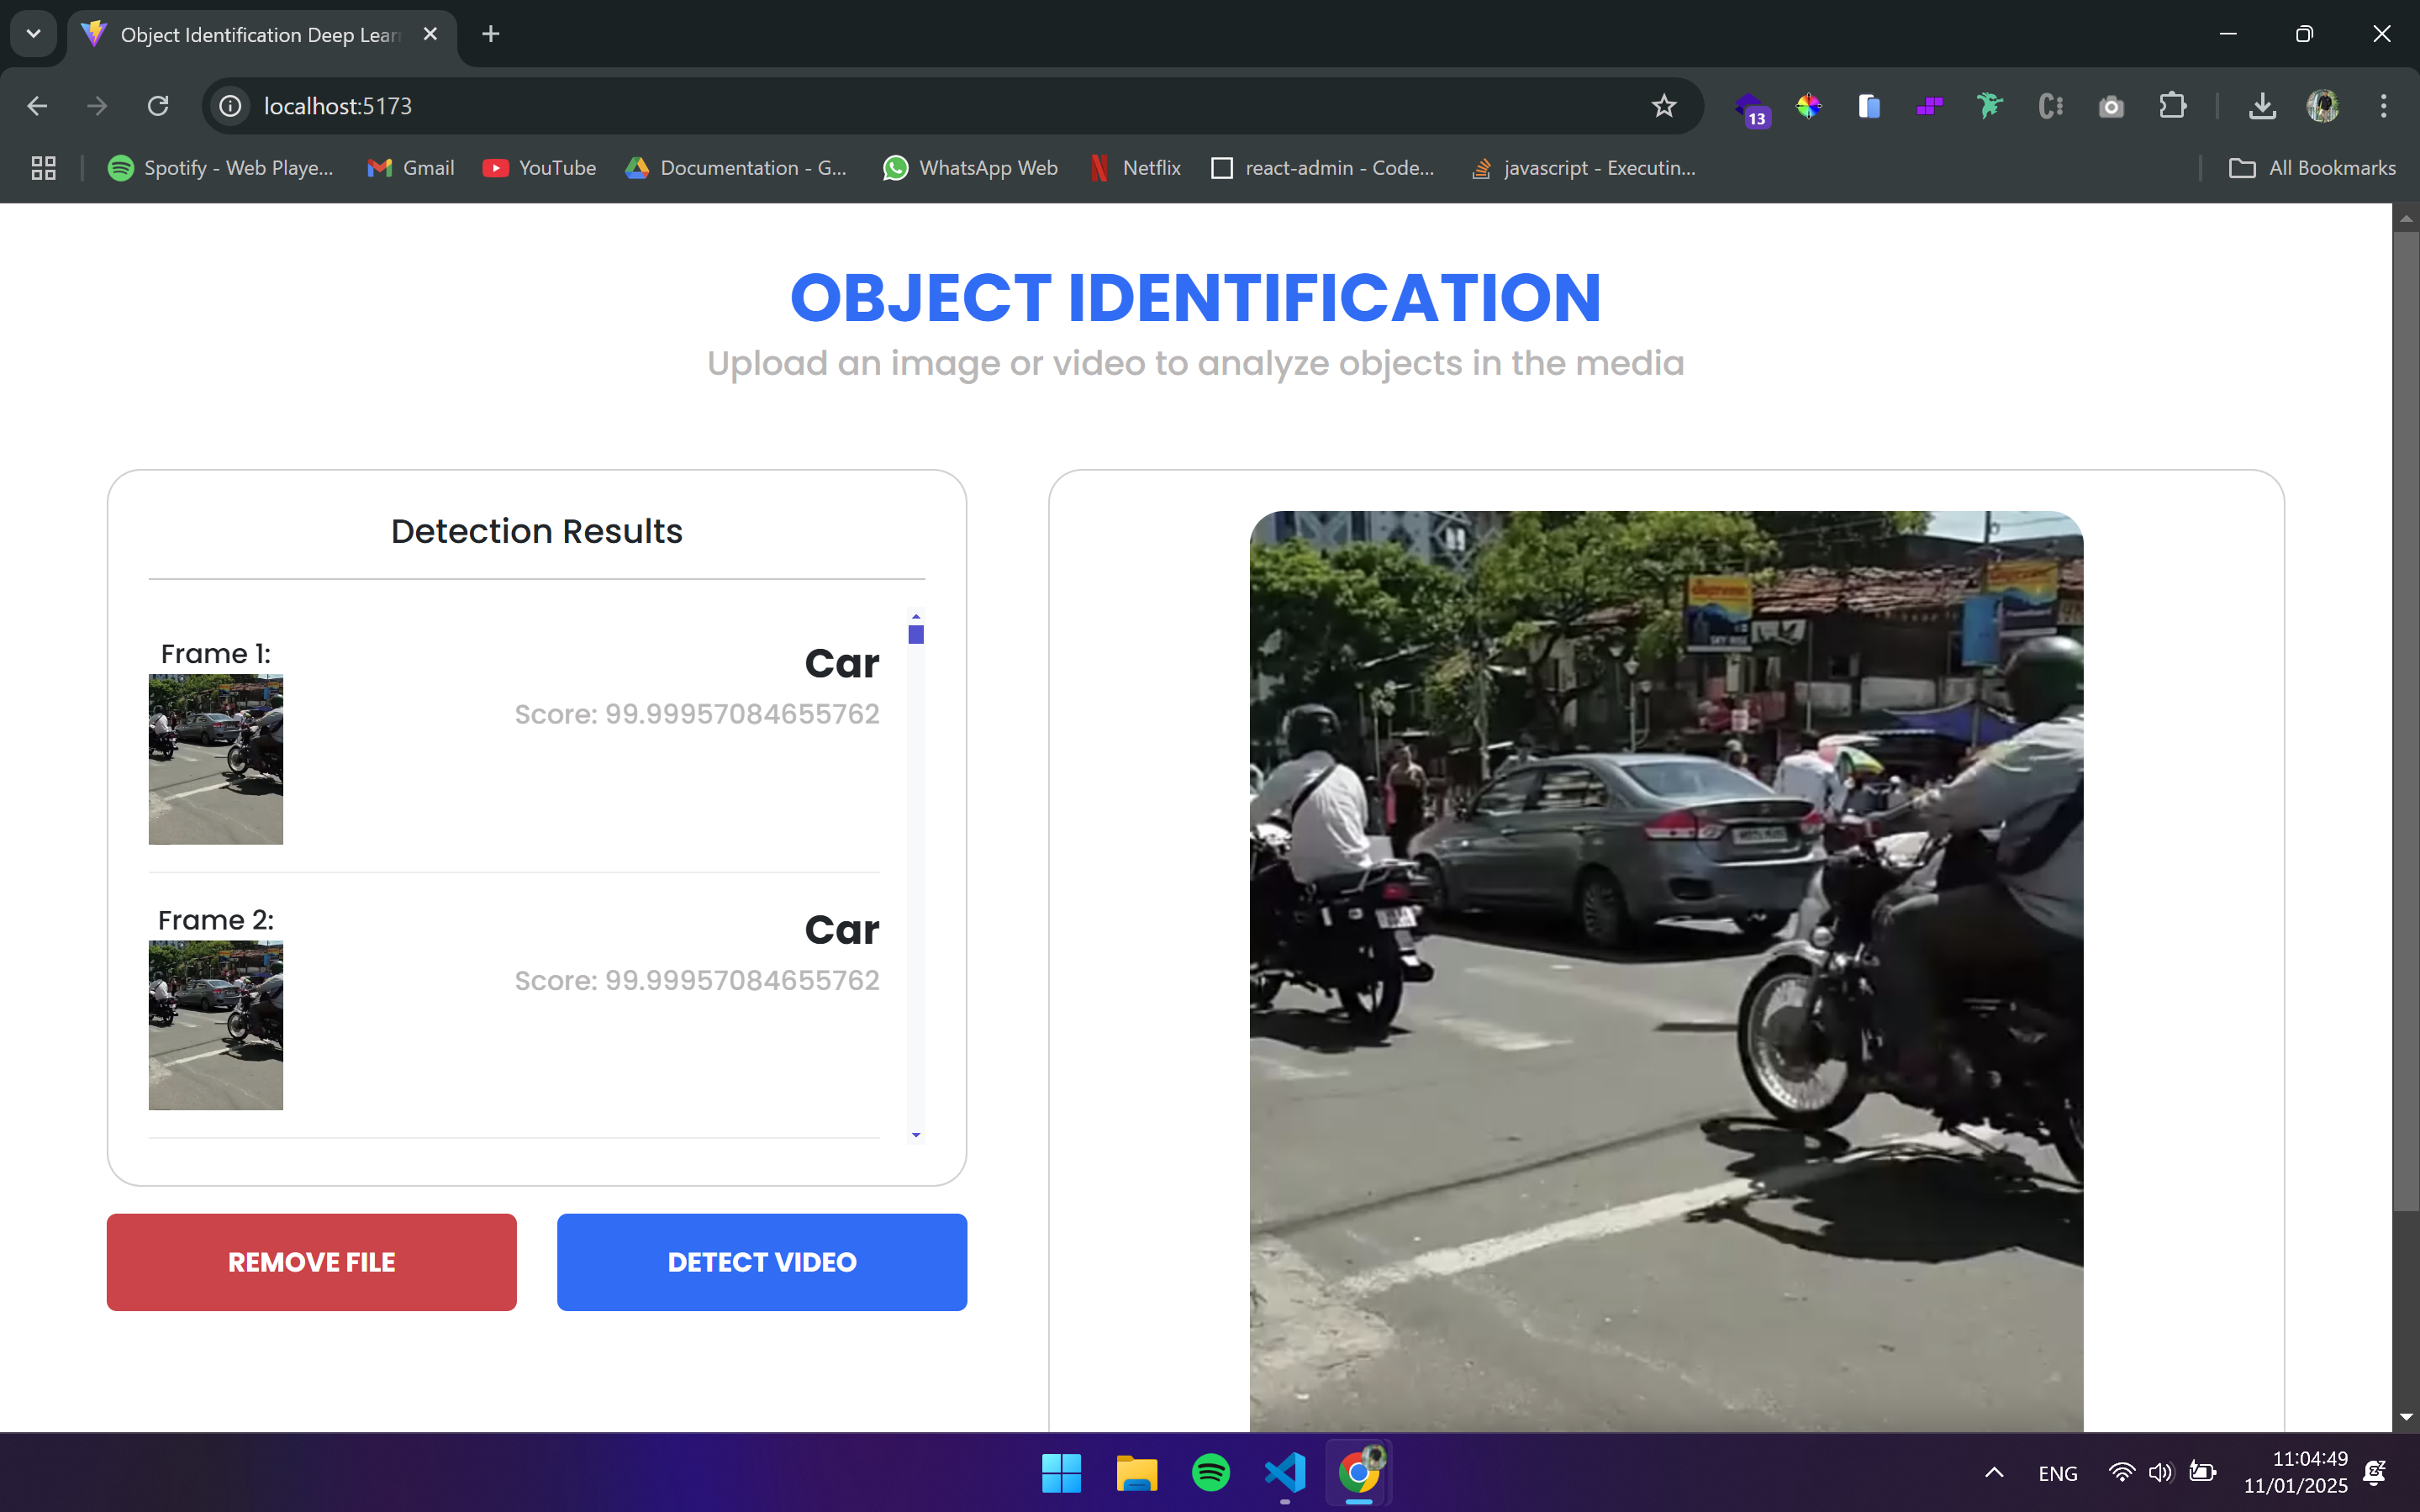 Object Identification Deep Lear
localhost:5173
13
Spotify - Web Playe...
Gmail
YouTube
Documentation - G...
WhatsApp Web
Netflix
react-admin - Code...
javascript - Executin...
All Bookmarks
OBJECT IDENTIFICATION
Upload an image or video to analyze objects in the media
Detection Results
Frame 1:
Car
Score: 99.99957084655762
Frame 2:
Car
Score: 99.99957084655762
REMOVE FILE
DETECT VIDEO
SKY RISE
ENG
11:04:49
11/01/2025